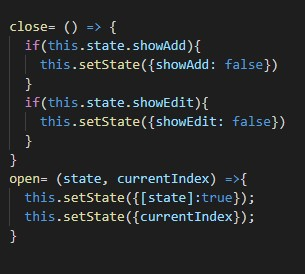 close= () => {
  if(this.state.showAdd){
    this.setState({showAdd: false})
  }
  if(this.state.showEdit){
    this.setState({showEdit: false})
  }
}
open= (state, currentIndex) =>{
  this.setState({[state]:true});
  this.setState({currentIndex});
}